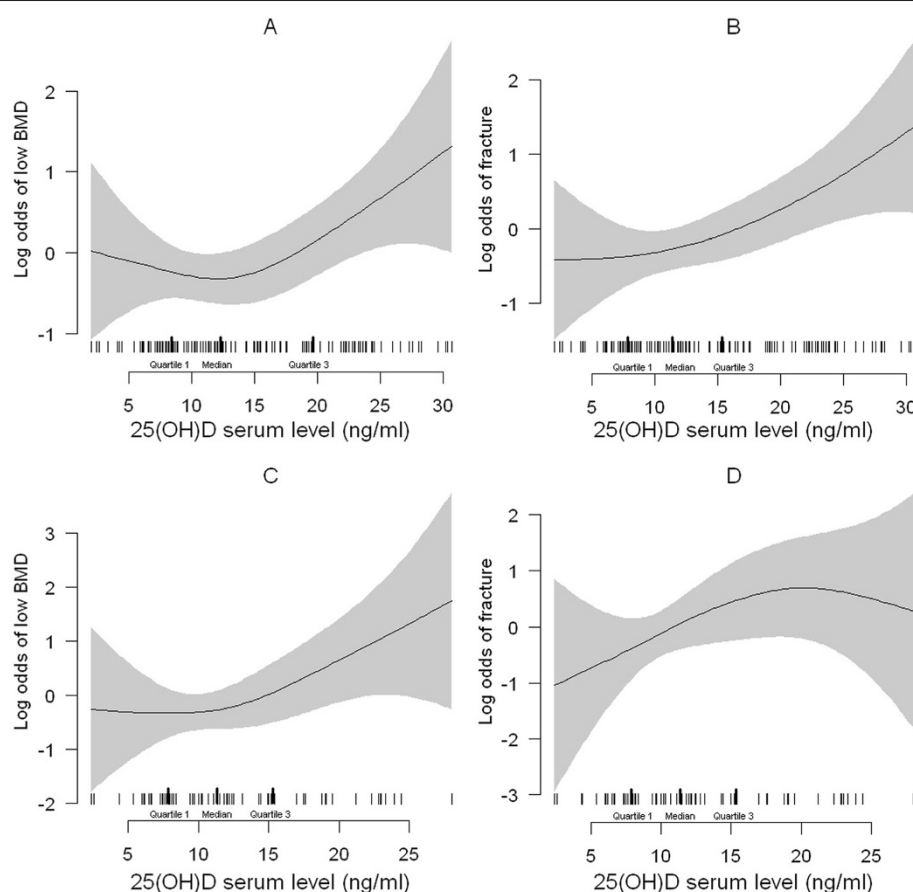 A
Log odds of low BMD
2
1
0
-1
Quartile 1 Median Quartile 3
5 10 15 20 25 30
25(OH)D serum level (ng/ml)
B
Log odds of fracture
2
1
0
-1
Quartile 1 Median Quartile 3
5 10 15 20 25 30
25(OH)D serum level (ng/ml)
C
Log odds of low BMD
3
2
1
0
-1
-2
Quartile 1 Median Quartile 3
5 10 15 20 25
25(OH)D serum level (ng/ml)
D
Log odds of fracture
2
1
0
-1
-2
-3
Quartile 1 Median Quartile 3
5 10 15 20 25
25(OH)D serum level (ng/ml)